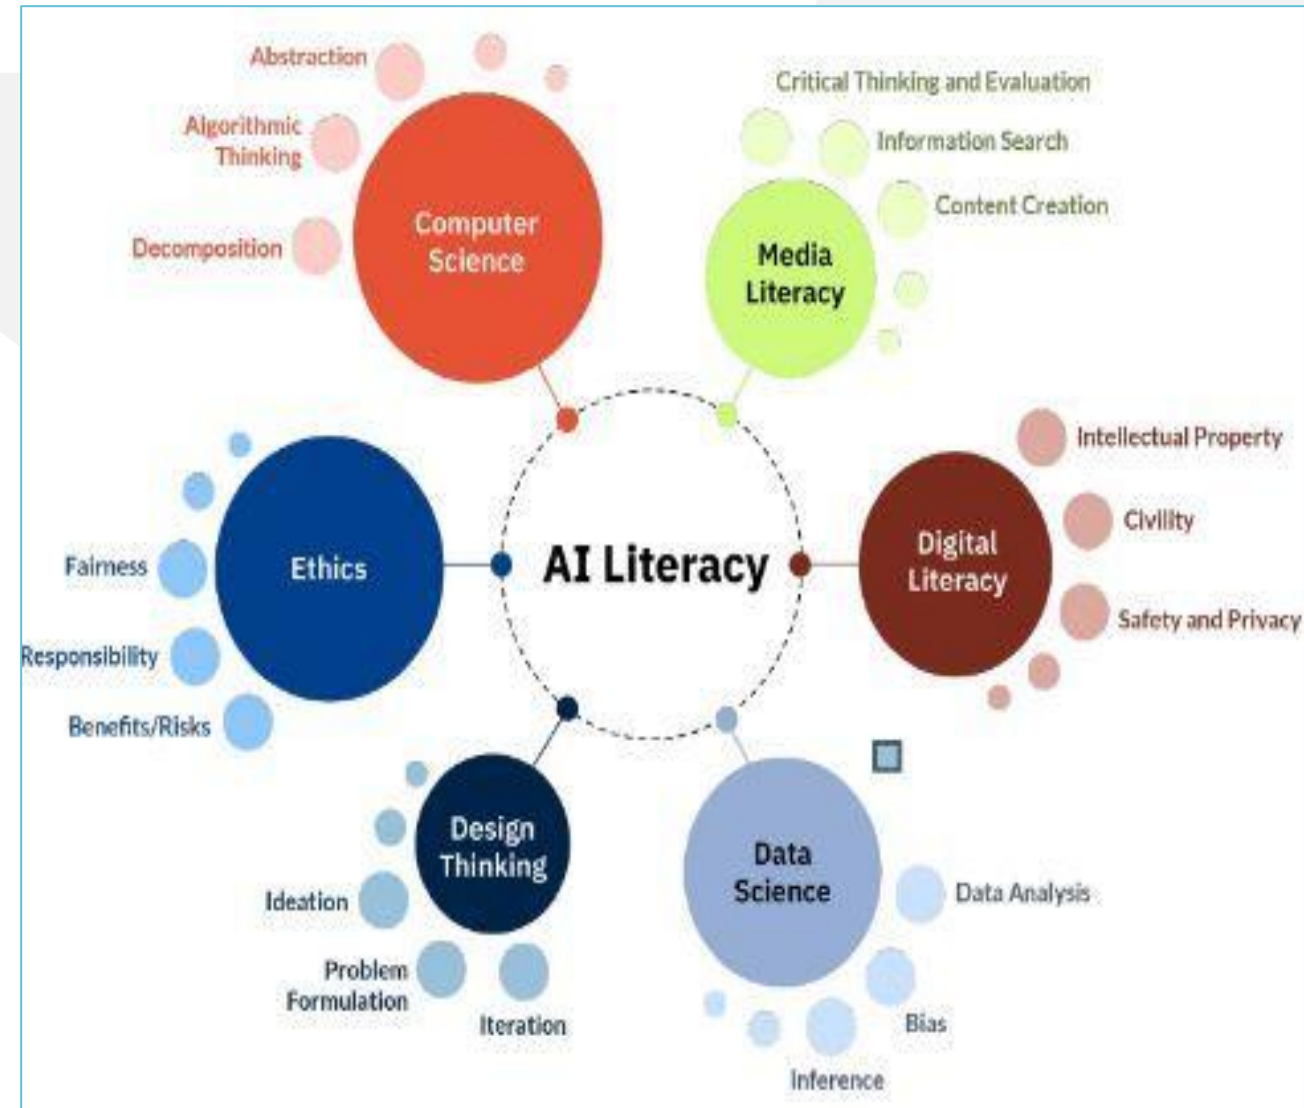 Abstraction
Algorithmic
Thinking
Decomposition
Computer
Science
Critical Thinking and Evaluation
Information Search
Content Creation
Media
Literacy
Intellectual Property
Civility
Safety and Privacy
Digital
Literacy
AI Literacy
Ethics
Fairness
Responsibility
Benefits/Risks
Design
Thinking
Ideation
Problem
Formulation
Iteration
Data
Science
Data Analysis
Bias
Inference